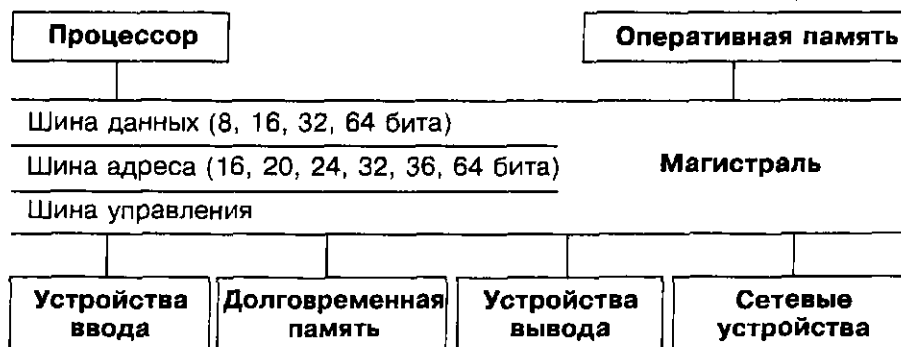 Процессор
Оперативная память
Шина данных (8, 16, 32, 64 бита)
Шина адреса (16, 20, 24, 32, 36, 64 бита)
Магистраль
Шина управления
Устройства
ввода
Долговременная
память
Устройства
вывода
Сетевые
устройства